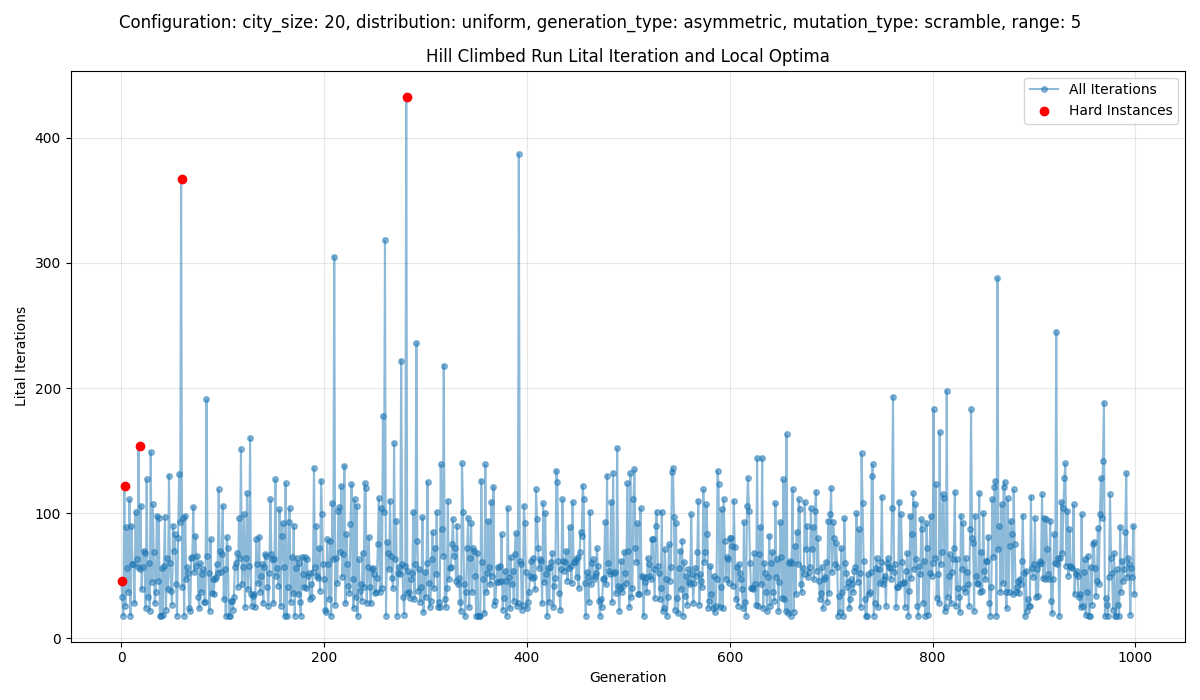 Configuration: city_size: 20, distribution: uniform, generation_type: asymmetric, mutation_type: scramble, range: 5
Hill Climbed Run Lital Iteration and Local Optima
All Iterations
Hard Instances
Lital Iterations
400
300
200
100
0
0 200 400 600 800 1000
Generation